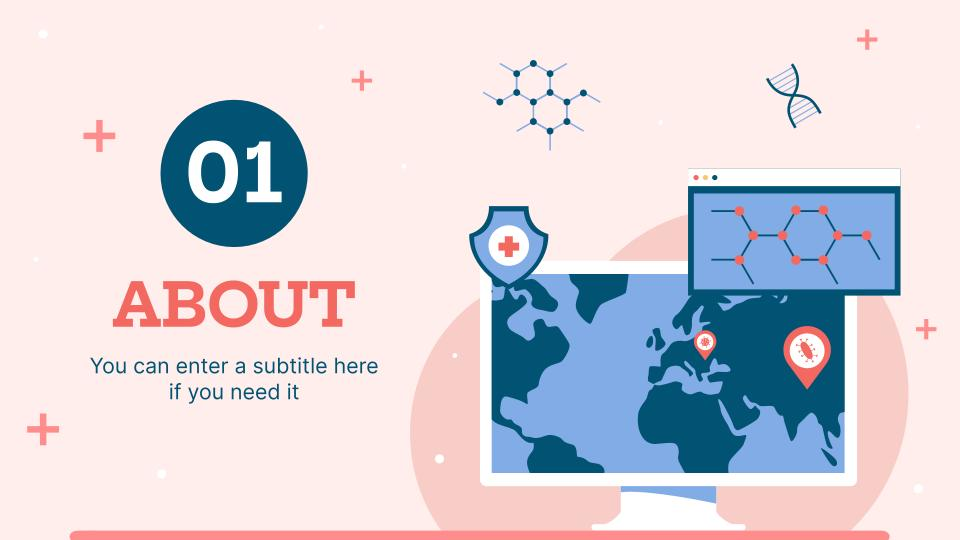 01
ABOUT
You can enter a subtitle here
if you need it